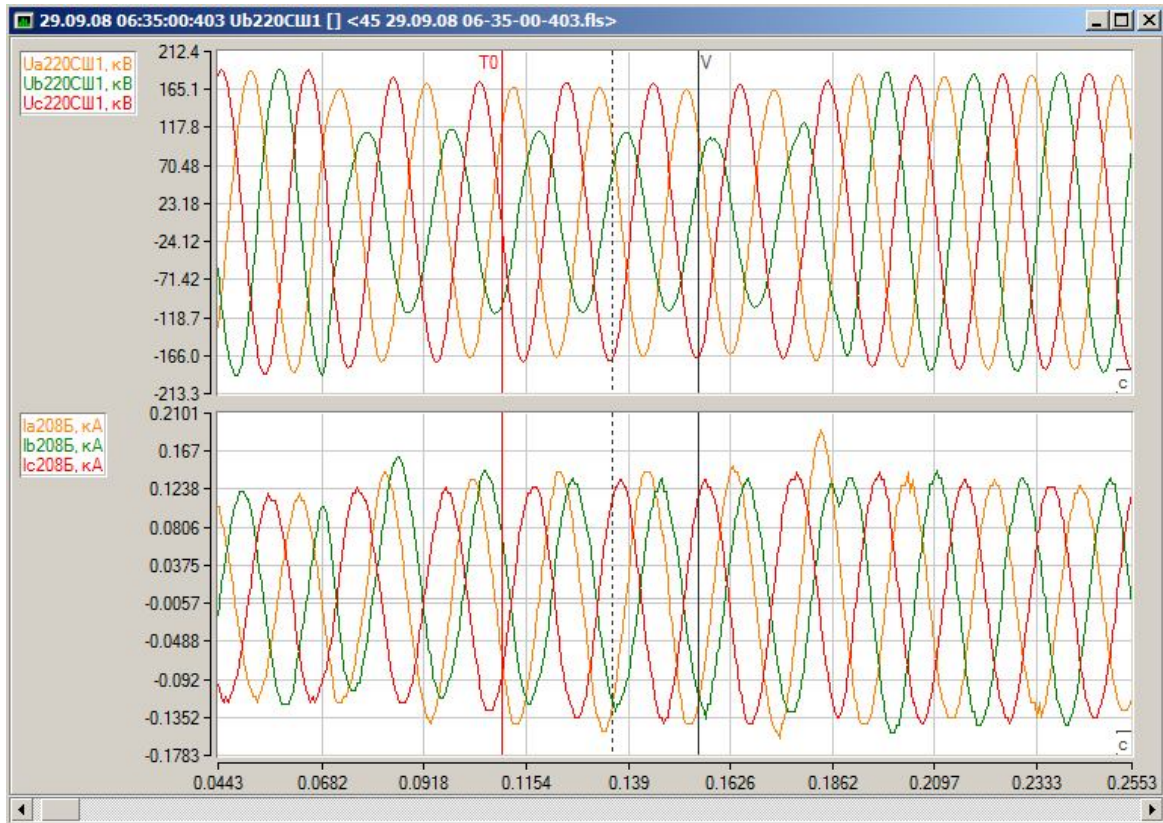 29.09.08 06:35:00:403 Ub220СШ1 [] <45 29.09.08 06-35-00-403.fls>
Ua220СШ1, кВ
Ub220СШ1, кВ
Uc220СШ1, кВ
212.4
165.1
117.8
70.48
23.18
-24.12
-71.42
-118.7
-166.0
-213.3
T0
V
с
Ia208Б, кА
Ib208Б, кА
Ic208Б, кА
0.2101
0.167
0.1238
0.0806
0.0375
-0.0057
-0.0488
-0.092
-0.1352
-0.1783
с
0.0443 0.0682 0.0918 0.1154 0.139 0.1626 0.1862 0.2097 0.2333 0.2553